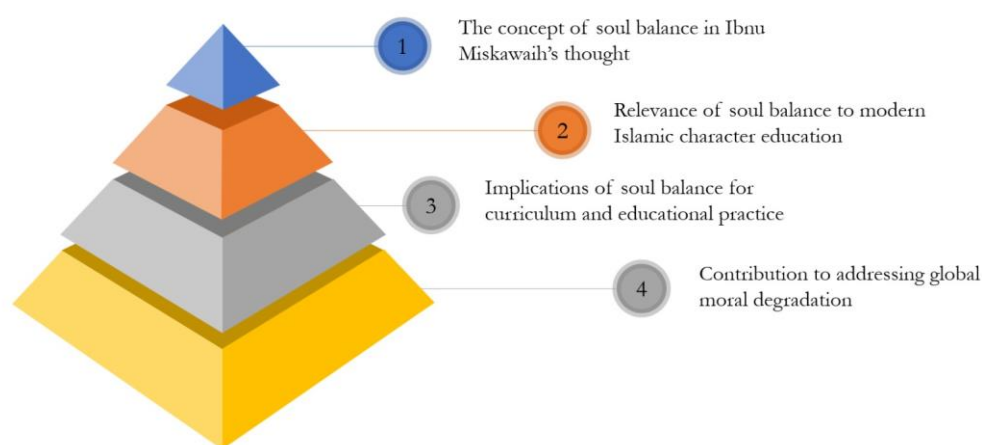 1
The concept of soul balance in Ibnu
Miskawaih's thought
2
Relevance of soul balance to modern
Islamic character education
3
Implications of soul balance for
curriculum and educational practice
4
Contribution to addressing global
moral degradation